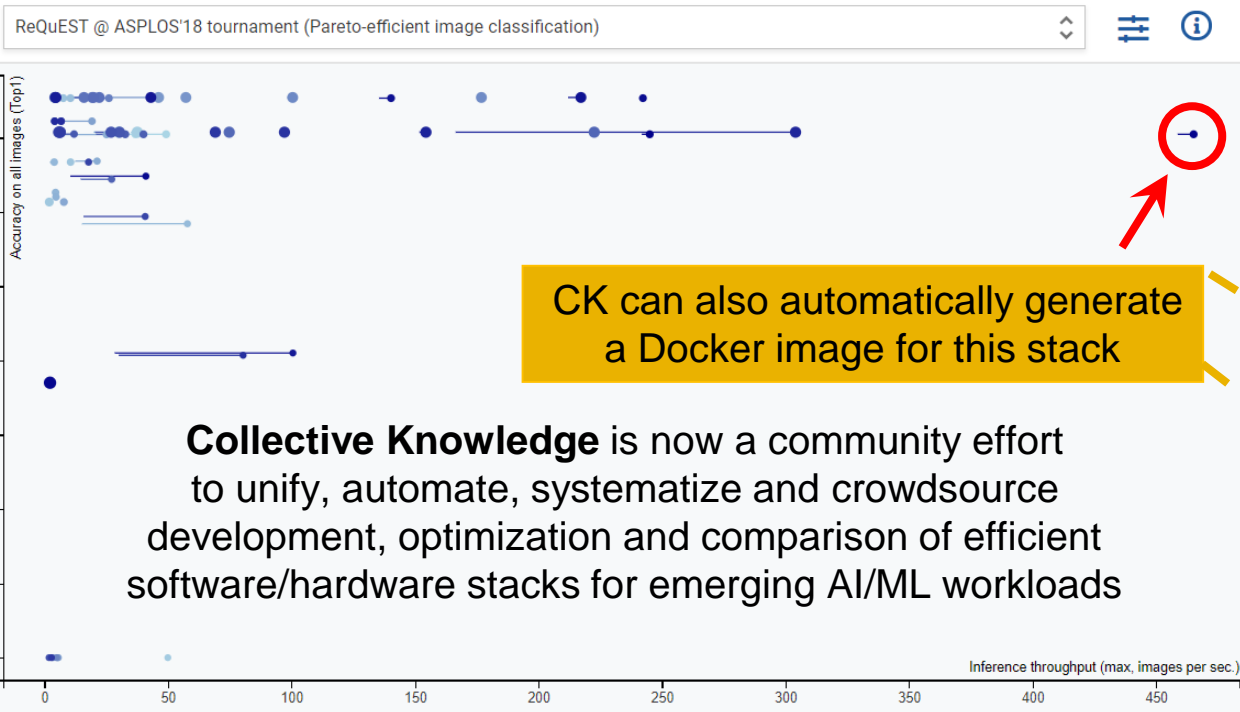 ReQuEST @ ASPLOS'18 tournament (Pareto-efficient image classification)
Accuracy on all images (Top1)
CK can also automatically generate
a Docker image for this stack
Collective Knowledge is now a community effort
to unify, automate, systematize and crowdsource
development, optimization and comparison of efficient
software/hardware stacks for emerging AI/ML workloads
Inference throughput (max, images per sec.)
0 50 100 150 200 250 300 350 400 450